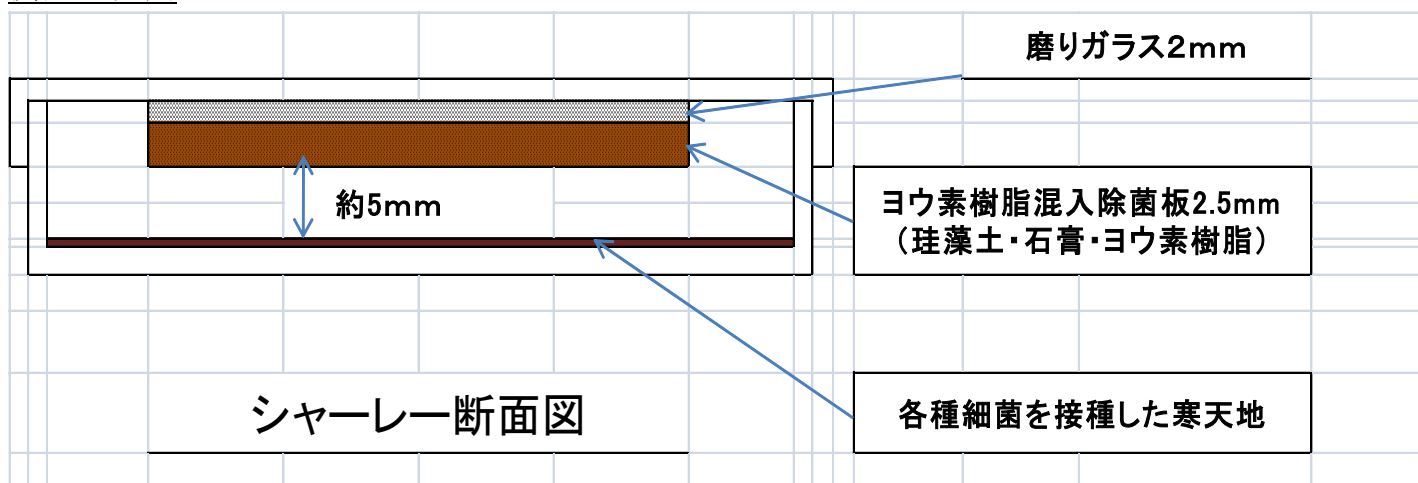 磨りガラス2mm
約5mm
ヨウ素樹脂混入除菌板2.5mm
（珪藻土・石膏・ヨウ素樹脂）
シャーレー断面図
各種細菌を接種した寒天地